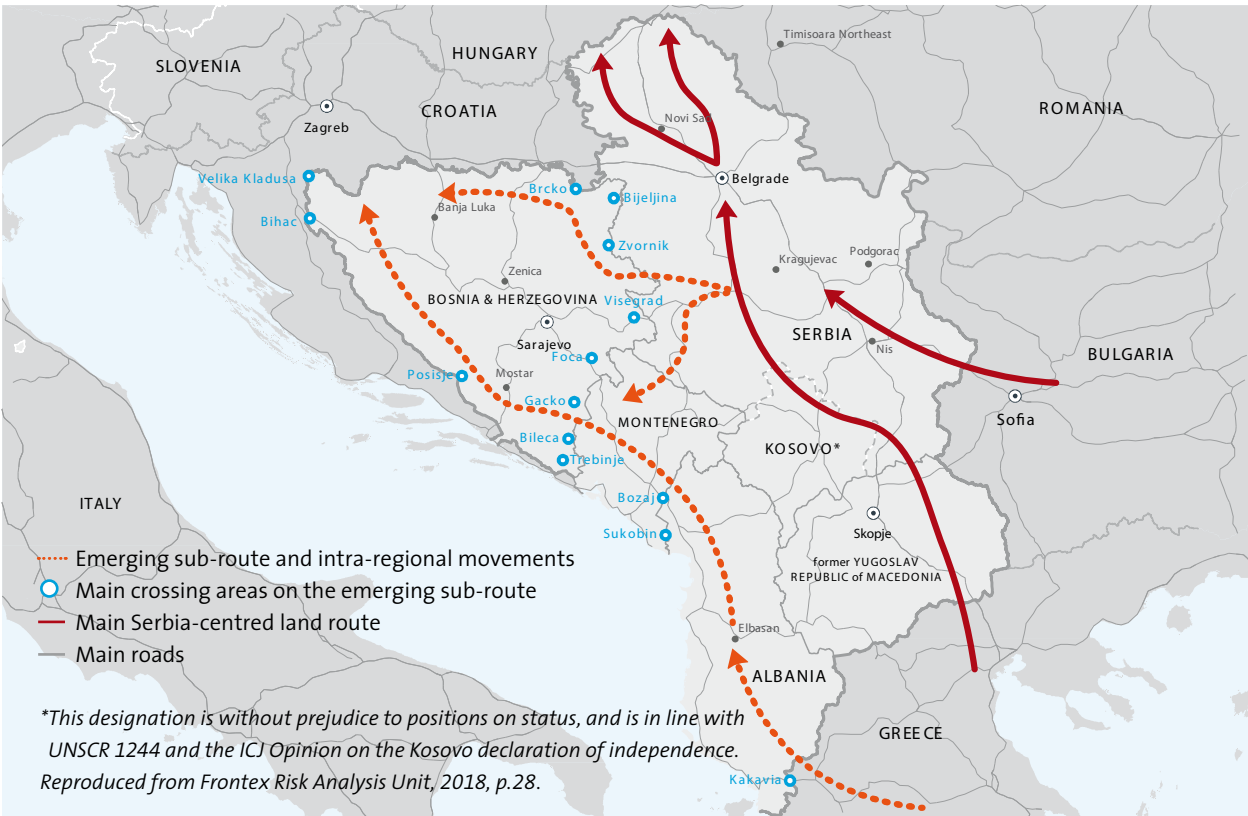 HUNGARY
Timisoara Northeast
SLOVENIA
ROMANIA
CROATIA
Zagreb
Novi Sad
Velika Kladusa
Brcko
Belgrade
Bijeljina
Banja Luka
Bihac
Zvornik
Podgorac
Kragujevac
Zenica
BOSNIA & HERZEGOVINA
Visegrad
SERBIA
Sarajevo
Nis
BULGARIA
Foca
Posisje
Mostar
Gacko
Sofia
MONTENEGRO
Bileca
KOSOVO*
Trebinje
Bozaj
ITALY
Sukobin
Skopje
former YUGOSLAV
REPUBLIC of MACEDONIA
Elbasan
ALBANIA
GREECE
Kakavia
Emerging sub-route and intra-regional movements
Main crossing areas on the emerging sub-route
Main Serbia-centred land route
Main roads
*This designation is without prejudice to positions on status, and is in line with
UNSCR 1244 and the ICJ Opinion on the Kosovo declaration of independence.
Reproduced from Frontex Risk Analysis Unit, 2018, p.28.